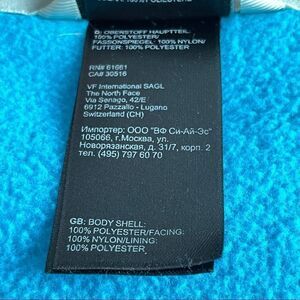 100% POLYESTERE
B: OBERSTOFF HAUPTTEIL:
100% POLYESTER/
PASSONSPIEGEL: 100% NYLON/
FUTTER: 100% POLYESTER
RN# 61661
CA# 30516
VF International SAGL
The North Face
Via Senago, 42/E
6912 Pazzallo - Lugano
Switzerland (CH)
Импортер: ООО "ВФ Си-Ай-Эс"
105066, г.Москва, ул.
Новорязанская, д. 31/7, корп. 2
тел. (495) 797 60 70
GB: BODY SHELL:
100% POLYESTER/FACING:
100% NYLON/LINING:
100% POLYESTER